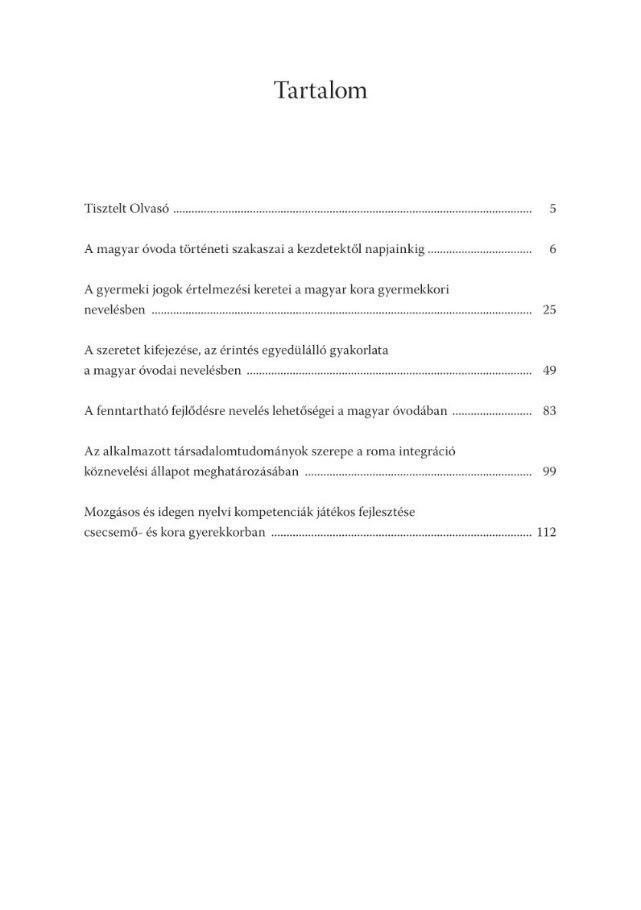 Tartalom
Tisztelt Olvasó ..................................................................................................................... 5
A magyar óvoda történeti szakaszai a kezdetektől napjainkig .................................. 6
A gyermeki jogok értelmezési keretei a magyar kora gyermekkori
nevelésben ............................................................................................................................ 25
A szeretet kifejezése, az érintés egyedülálló gyakorlata
a magyar óvodai nevelésben ............................................................................................. 49
A fenntartható fejlődésre nevelés lehetőségei a magyar óvodában .......................... 83
Az alkalmazott társadalomtudományok szerepe a roma integráció
köznevelési állapot meghatározásában .......................................................................... 99
Mozgásos és idegen nyelvi kompetenciák játékos fejlesztése
csecsemő- és kora gyerekkorban ..................................................................................... 112